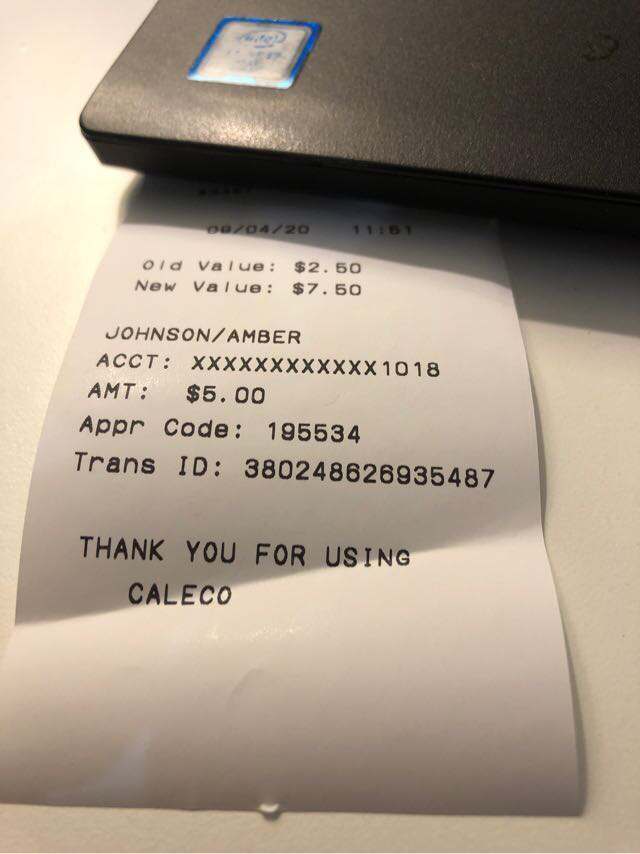 09/04/20 11:51
Old Value: $2.50
New Value: $7.50
JOHNSON/AMBER
ACCT: XXXXXXXXXXXX1018
AMT: $5.00
Appr Code: 195534
Trans ID: 380248626935487
THANK YOU FOR USING
CALECO